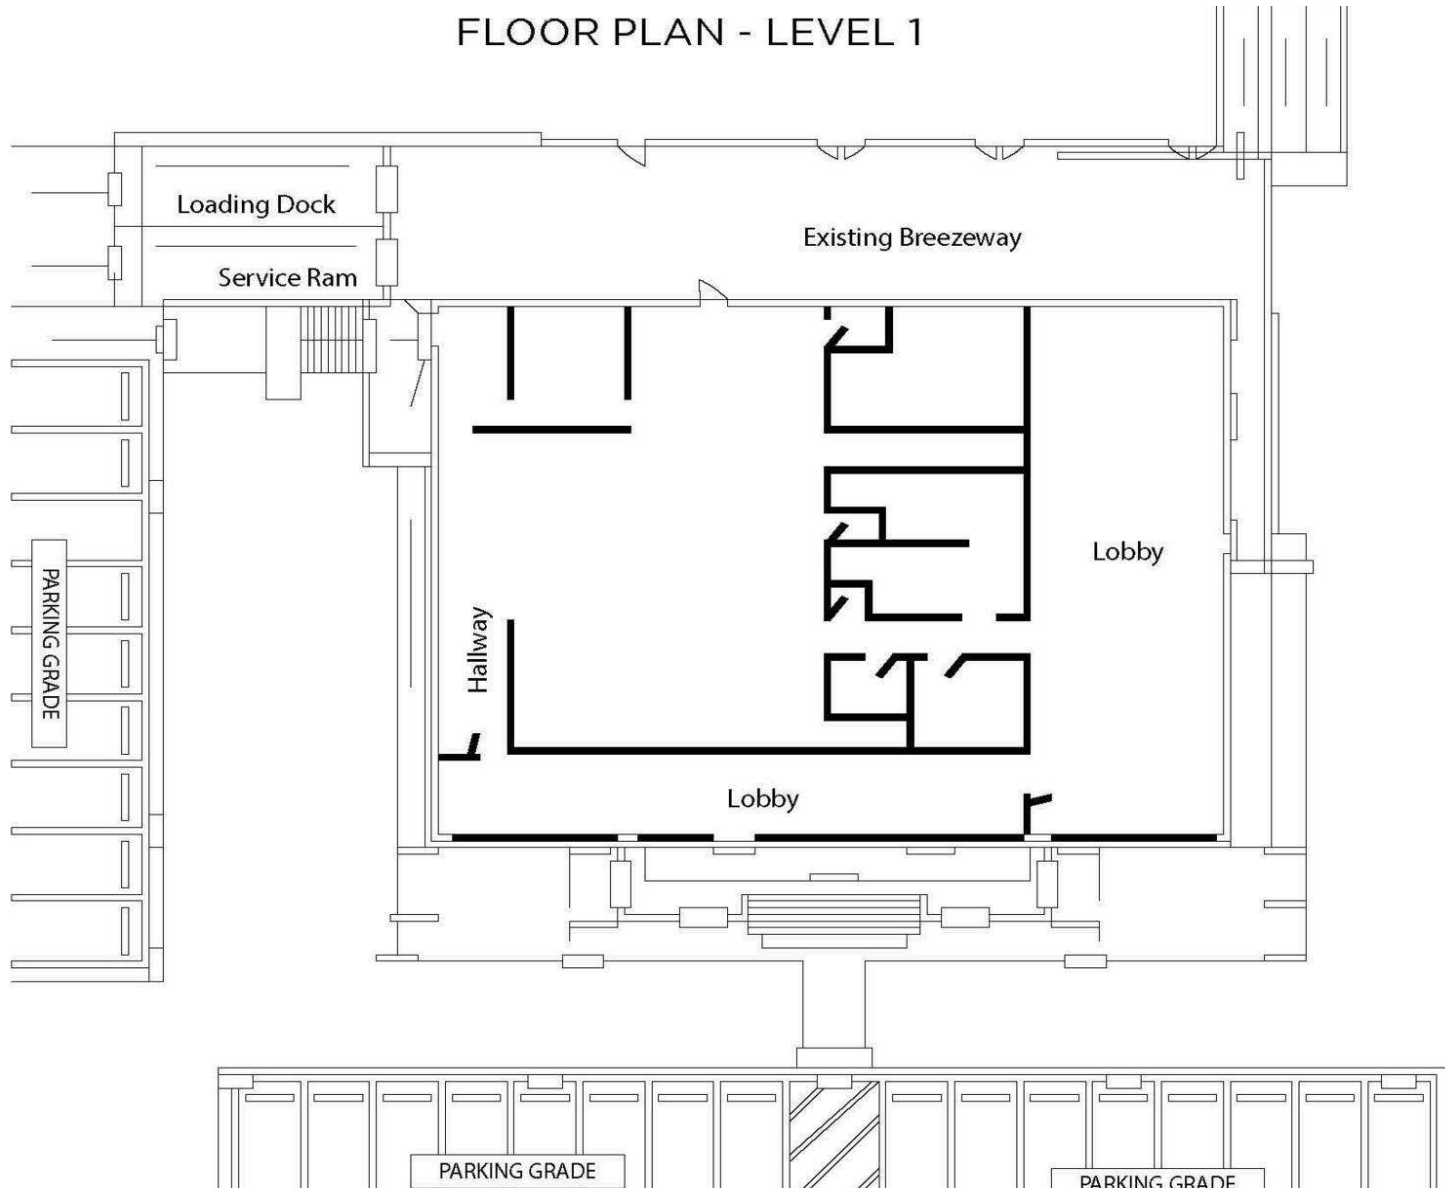 FLOOR PLAN - LEVEL 1
Loading Dock
Existing Breezeway
Service Ram
Lobby
PARKING GRADE
Hallway
Lobby
PARKING GRADE
PARKING GRADE